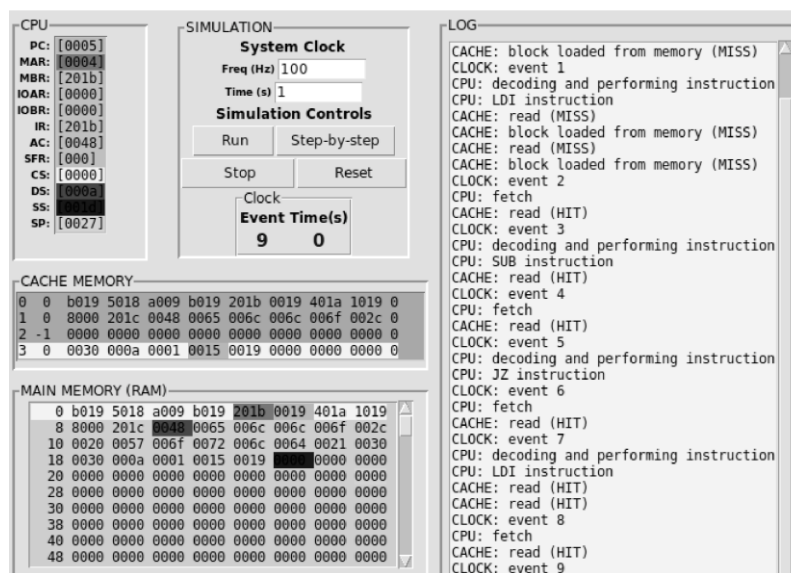 CPU
PC: [0005]
MAR: [0004]
MBR: [201b]
IOAR: [0000]
IOBR: [0000]
IR: [201b]
AC: [0048]
SFR: [000]
CS: [0000]
DS: [000a]
SS: [001d]
SP: [0027]
SIMULATION
System Clock
Freq (Hz) 100
Time (s) 1
Simulation Controls
Run Step-by-step
Stop Reset
Clock
Event Time(s)
9 0
CACHE MEMORY
0 0 b019 5018 a009 b019 201b 0019 401a 1019 0
1 0 8000 201c 0048 0065 006c 006c 006f 002c 0
2 -1 0000 0000 0000 0000 0000 0000 0000 0000 0
3 0 0030 000a 0001 0015 0019 0000 0000 0000 0
MAIN MEMORY (RAM)
0 b019 5018 a009 b019 201b 0019 401a 1019
8 8000 201c 0048 0065 006c 006c 006f 002c
10 0020 0057 006f 0072 006c 0064 0021 0030
18 0030 000a 0001 0015 0019 0000 0000 0000
20 0000 0000 0000 0000 0000 0000 0000 0000
28 0000 0000 0000 0000 0000 0000 0000 0000
30 0000 0000 0000 0000 0000 0000 0000 0000
38 0000 0000 0000 0000 0000 0000 0000 0000
40 0000 0000 0000 0000 0000 0000 0000 0000
48 0000 0000 0000 0000 0000 0000 0000 0000
LOG
CACHE: block loaded from memory (MISS)
CLOCK: event 1
CPU: decoding and performing instruction
CPU: LDI instruction
CACHE: read (MISS)
CACHE: block loaded from memory (MISS)
CACHE: read (MISS)
CACHE: block loaded from memory (MISS)
CLOCK: event 2
CPU: fetch
CACHE: read (HIT)
CLOCK: event 3
CPU: decoding and performing instruction
CPU: SUB instruction
CACHE: read (HIT)
CLOCK: event 4
CPU: fetch
CACHE: read (HIT)
CLOCK: event 5
CPU: decoding and performing instruction
CPU: JZ instruction
CLOCK: event 6
CPU: fetch
CACHE: read (HIT)
CLOCK: event 7
CPU: decoding and performing instruction
CPU: LDI instruction
CACHE: read (HIT)
CACHE: read (HIT)
CLOCK: event 8
CPU: fetch
CACHE: read (HIT)
CLOCK: event 9